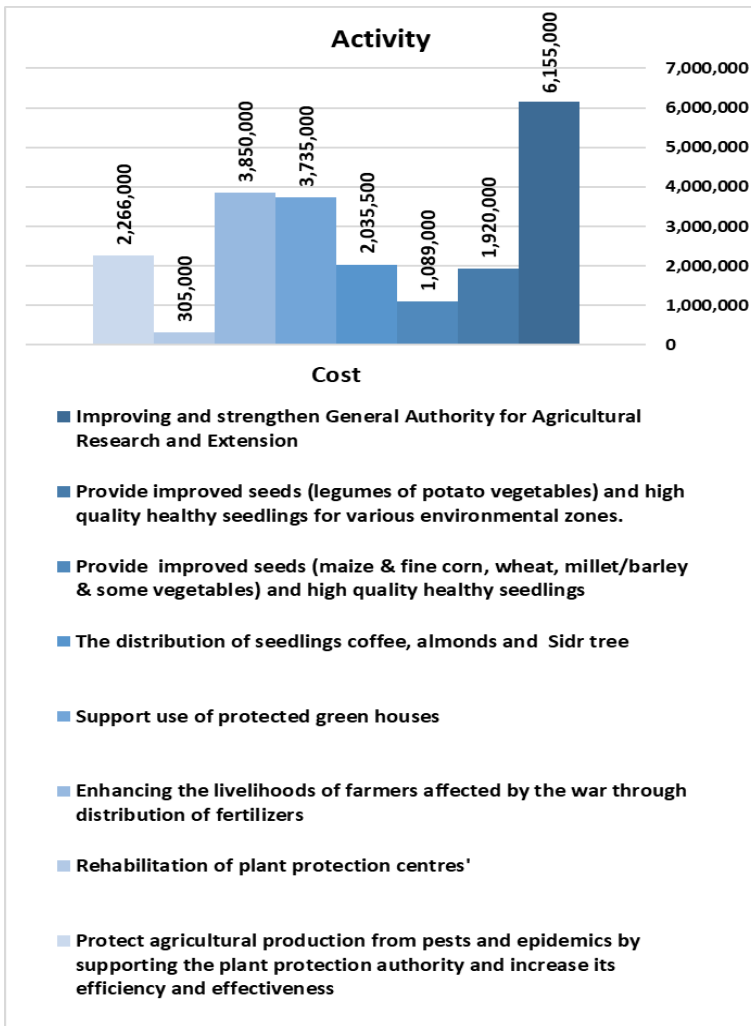 Activity
7,000,000
6,000,000
5,000,000
4,000,000
3,000,000
2,000,000
1,000,000
0
2,266,000
305,000
3,850,000
3,735,000
2,035,500
1,089,000
1,920,000
6,155,000
Cost
Improving and strengthen General Authority for Agricultural
Research and Extension
Provide improved seeds (legumes of potato vegetables) and high
quality healthy seedlings for various environmental zones.
Provide  improved seeds (maize & fine corn, wheat, millet/barley
& some vegetables) and high quality healthy seedlings
The distribution of seedlings coffee, almonds and  Sidr tree
Support use of protected green houses
Enhancing the livelihoods of farmers affected by the war through
distribution of fertilizers
Rehabilitation of plant protection centres'
Protect agricultural production from pests and epidemics by
supporting the plant protection authority and increase its
efficiency and effectiveness